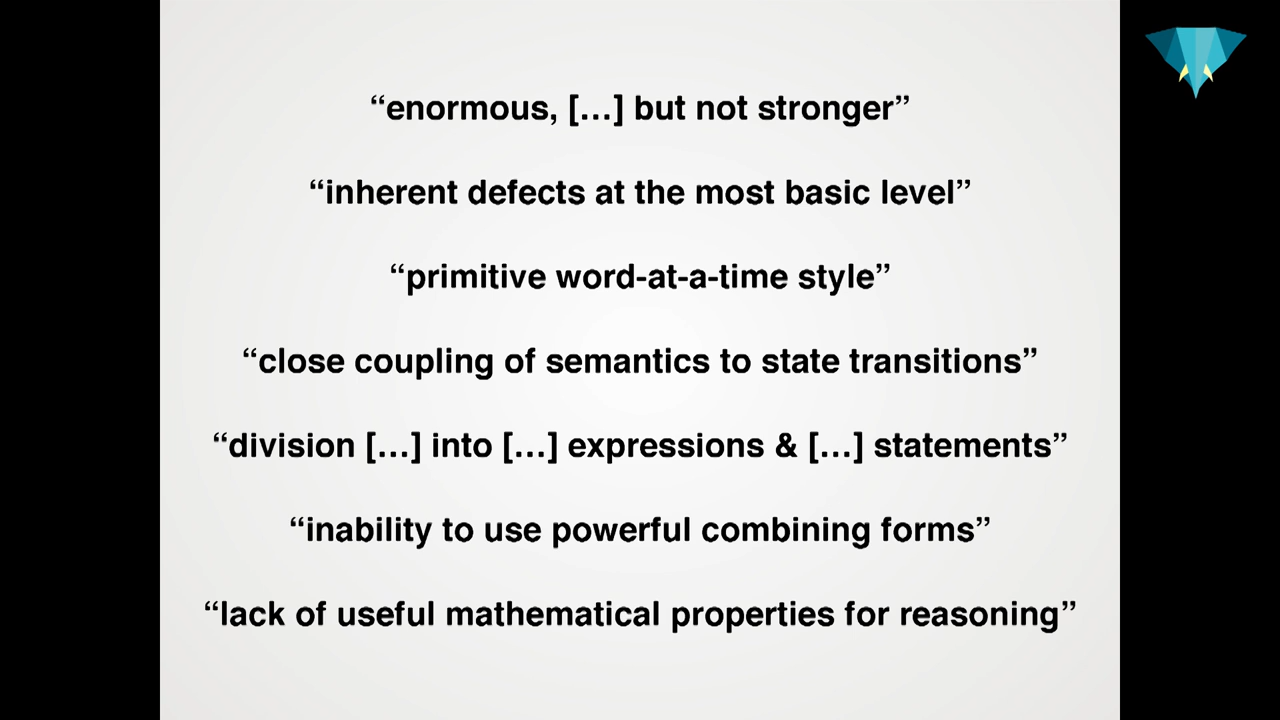 “enormous, […] but not stronger”
“inherent defects at the most basic level”
“primitive word-at-a-time style”
“close coupling of semantics to state transitions”
“division […] into […] expressions & […] statements”
“inability to use powerful combining forms”
“lack of useful mathematical properties for reasoning”